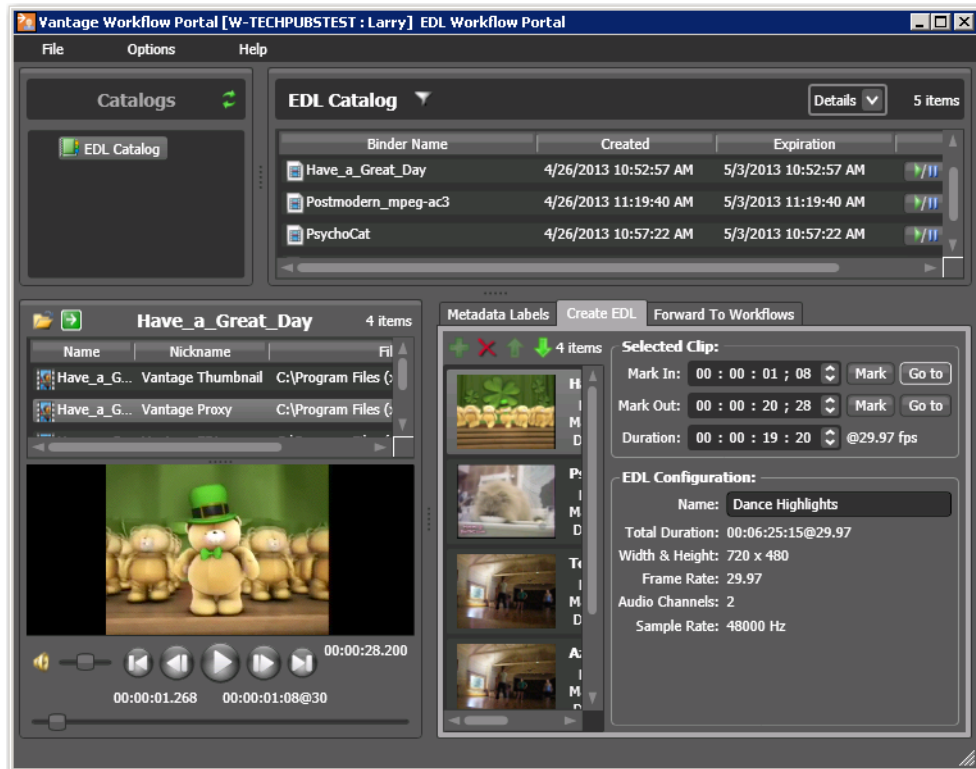 Vantage Workflow Portal [W-TECHPUBSTEST : Larry] EDL Workflow Portal
File Options Help
Catalogs
EDL Catalog
EDL Catalog Details 5 items
Binder Name Created Expiration
Have_a_Great_Day 4/26/2013 10:52:57 AM 5/3/2013 10:52:57 AM
Postmodern_mpeg-ac3 4/26/2013 11:19:40 AM 5/3/2013 11:19:40 AM
PsychoCat 4/26/2013 10:57:22 AM 5/3/2013 10:57:22 AM
Have_a_Great_Day 4 items
Name Nickname Fil
Have_a_G... Vantage Thumbnail C:\Program Files (
Have_a_G... Vantage Proxy C:\Program Files (
00:00:28.200
00:00:01.268 00:00:01:08@30
Metadata Labels Create EDL Forward To Workflows
4 items
H
M
D
Ps
M
D
Te
M
D
A
M
Selected Clip:
Mark In: 00 : 00 : 01 ; 08 Mark Go to
Mark Out: 00 : 00 : 20 ; 28 Mark Go to
Duration: 00 : 00 : 19 : 20 @29.97 fps
EDL Configuration:
Name: Dance Highlights
Total Duration: 00:06:25:15@29.97
Width & Height: 720 x 480
Frame Rate: 29.97
Audio Channels: 2
Sample Rate: 48000 Hz